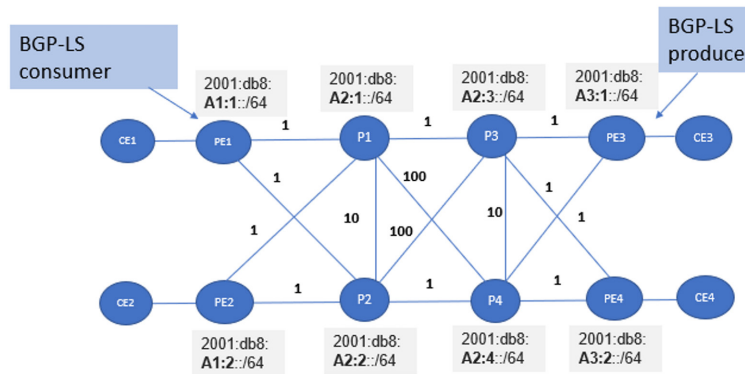 BGP-LS
consumer
BGP-LS
produce
2001:db8:
A1:1::/64
2001:db8:
A2:1::/64
2001:db8:
A2:3::/64
2001:db8:
A3:1::/64
1
1
1
CE1
PE1
P1
P3
PE3
CE3
1
100
1
1
10
100
10
1
1
1
1
CE2
PE2
P2
P4
PE4
CE4
2001:db8:
A1:2::/64
2001:db8:
A2:2::/64
2001:db8:
A2:4::/64
2001:db8:
A3:2::/64